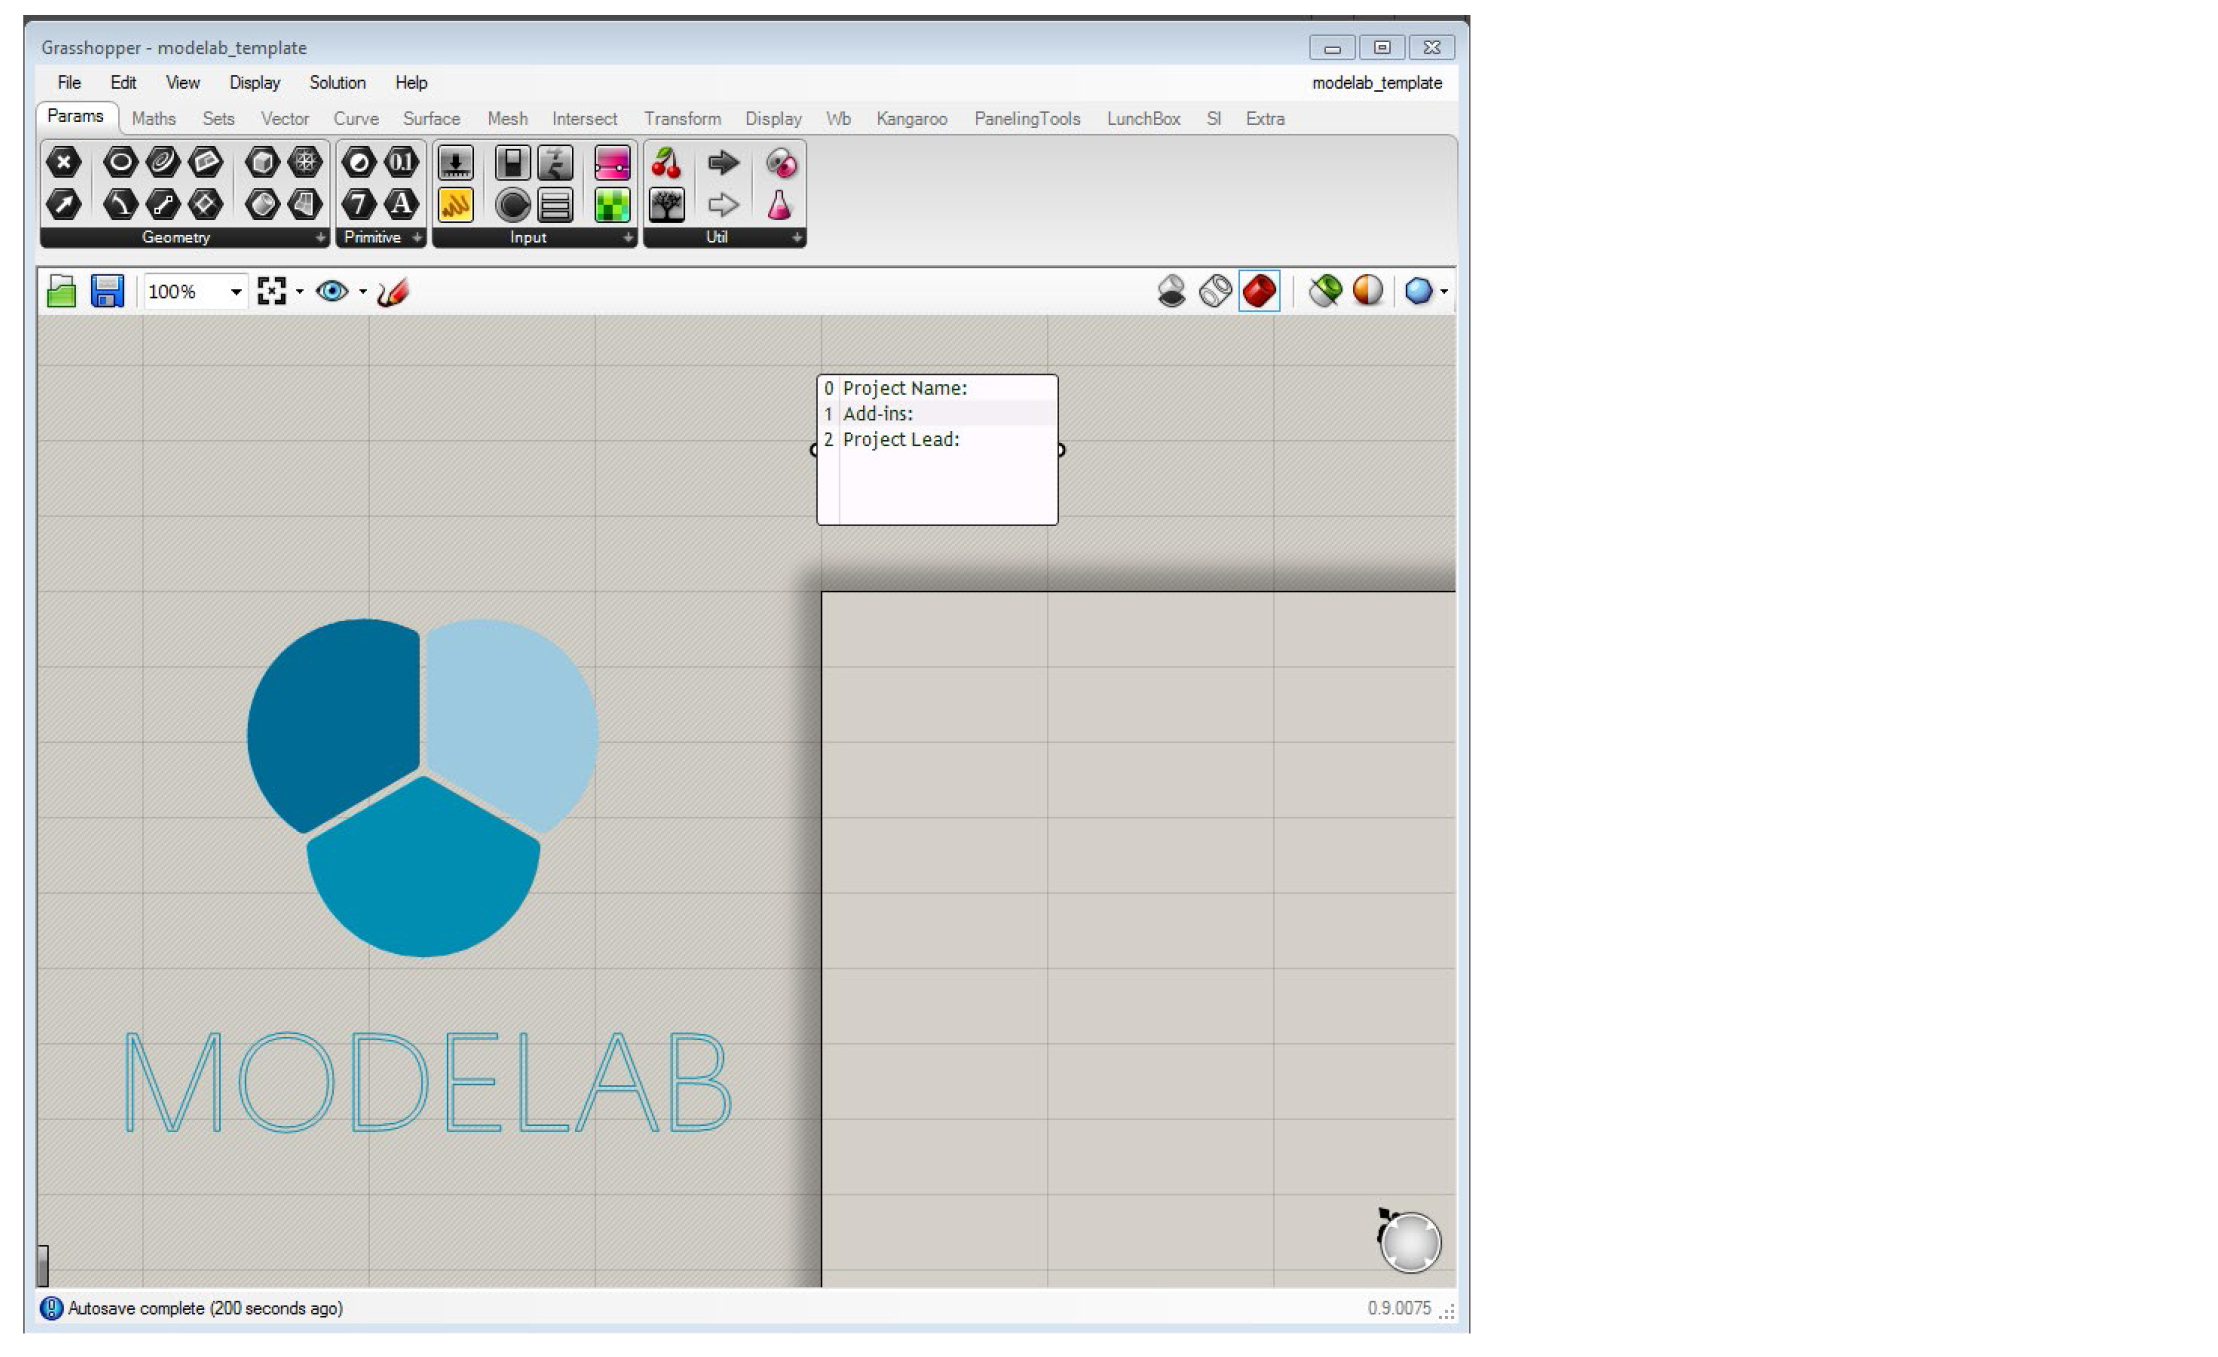 Grasshopper - modelab_template
File Edit View Display Solution Help modelab_template
Params Maths Sets Vector Curve Surface Mesh Intersect Transform Display Wb Kangaroo PanelingTools LunchBox SI Extra
0.1
7 A
Geometry Primitive Input Util
100%
0 Project Name:
1 Add-ins:
2 Project Lead:
MODELAB
Autosave complete (200 seconds ago) 0.9.0075